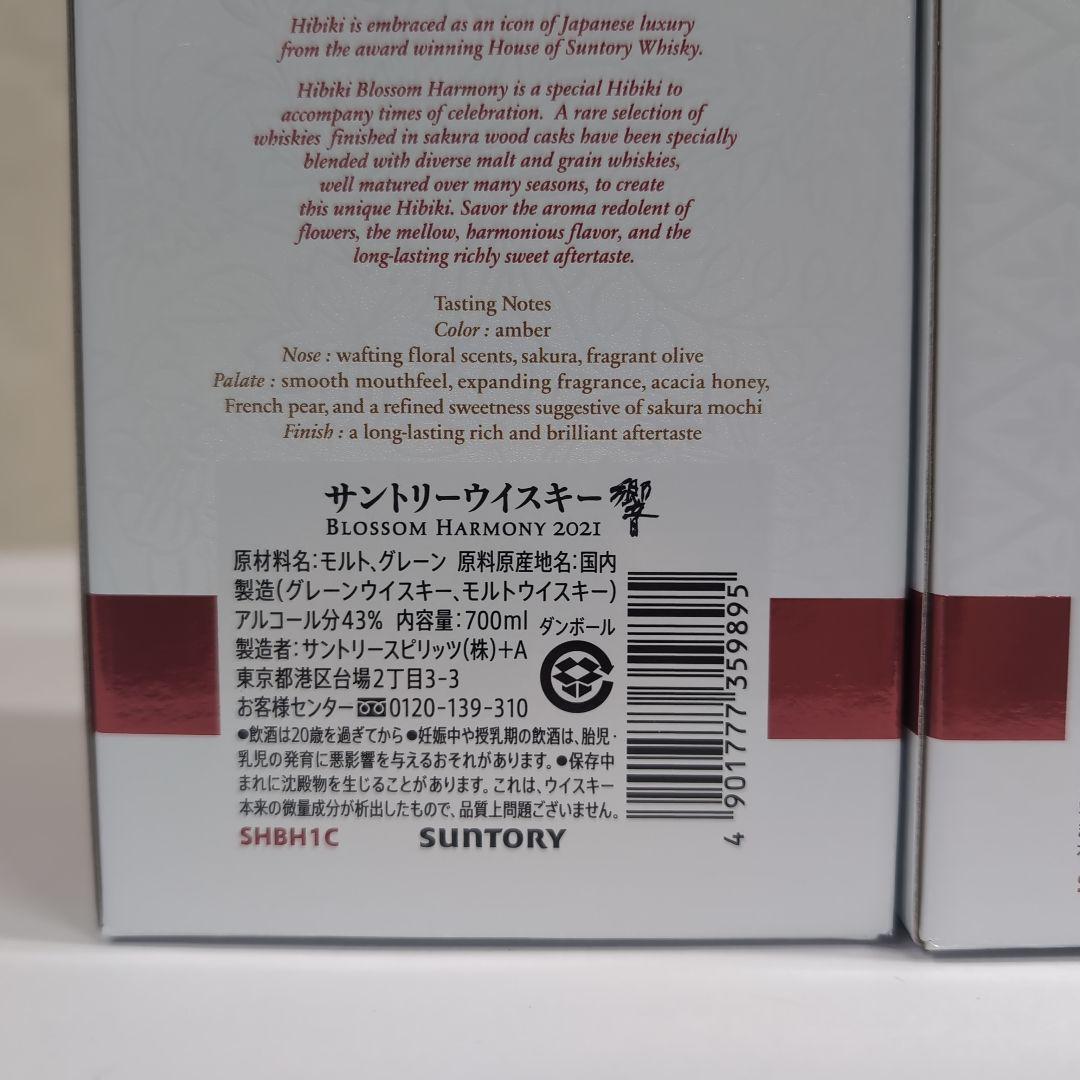 Hibiki is embraced as an icon of Japanese luxury
from the award winning House of Suntory Whisky.
Hibiki Blossom Harmony is a special Hibiki to
accompany times of celebration. A rare selection of
whiskies finished in sakura wood casks have been specially
blended with diverse malt and grain whiskies,
well matured over many seasons, to create
this unique Hibiki. Savor the aroma redolent of
flowers, the mellow, harmonious flavor, and the
long-lasting richly sweet aftertaste.
Tasting Notes
Color : amber
Nose : wafting floral scents, sakura, fragrant olive
Palate : smooth mouthfeel, expanding fragrance, acacia honey,
French pear, and a refined sweetness suggestive of sakura mochi
Finish : a long-lasting rich and brilliant aftertaste
サントリーウイスキー響
BLOSSOM HARMONY 2021
原材料名:モルト、グレーン 原料原産地名:国内
製造(グレーンウイスキー、モルトウイスキー)
アルコール分43% 内容量:700ml
ダンボール
製造者:サントリースピリッツ(株)+A
東京都港区台場2丁目3-3
お客様センター 0120-139-310
●飲酒は20歳を過ぎてから●妊娠中や授乳期の飲酒は、胎児・
乳児の発育に悪影響を与えるおそれがあります。●保存中
まれに沈殿物を生じることがあります。これは、ウイスキー
本来の微量成分が析出したもので、品質上問題ございません。
SHBH1C
SUNTORY
4 901777 359895